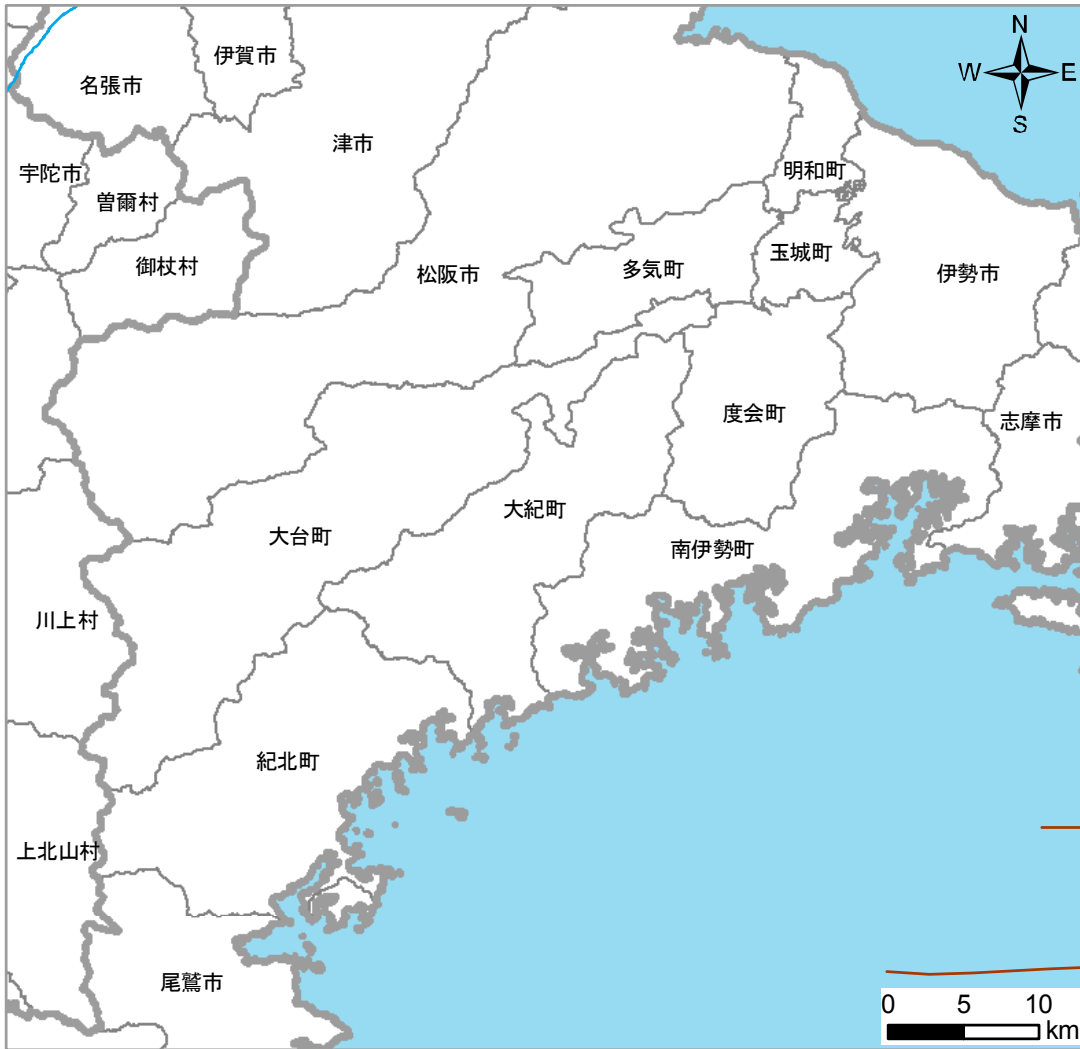 N
W E
S
伊賀市
名張市
津市
宇陀市
明和町
曽爾村
玉城町
御杖村
松阪市
多気町
伊勢市
度会町
志摩市
大紀町
大台町
南伊勢町
川上村
紀北町
上北山村
尾鷲市
0 5 10
km